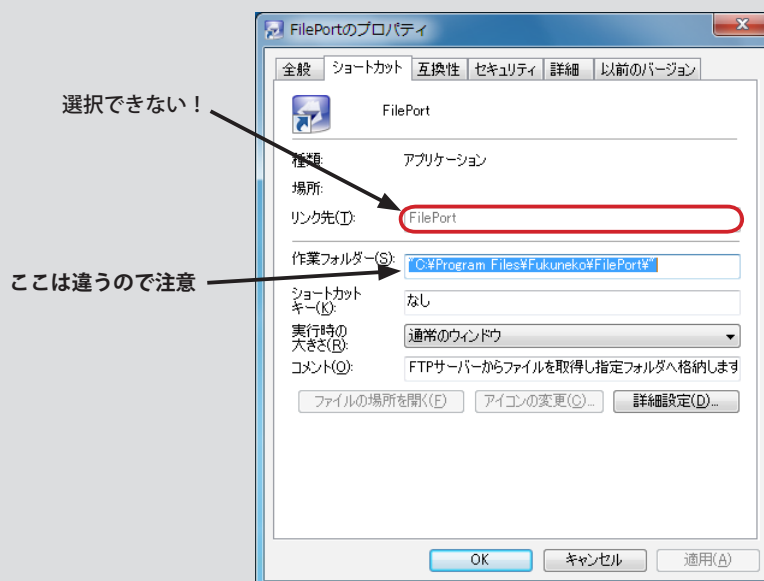 FilePortのプロパティ
全般 ショートカット 互換性 セキュリティ 詳細 以前のバージョン
選択できない！
FilePort
種類: アプリケーション
場所:
リンク先(T): FilePort
作業フォルダー(S): "C:¥Program Files¥Fukuneko¥FilePort¥"
ここは違うので注意
ショートカット
キー(K): なし
実行時の
大きさ(R): 通常のウィンドウ
コメント(O): FTPサーバーからファイルを取得し指定フォルダへ格納します
ファイルの場所を開く(F) アイコンの変更(C)... 詳細設定(D)...
OK キャンセル 適用(A)